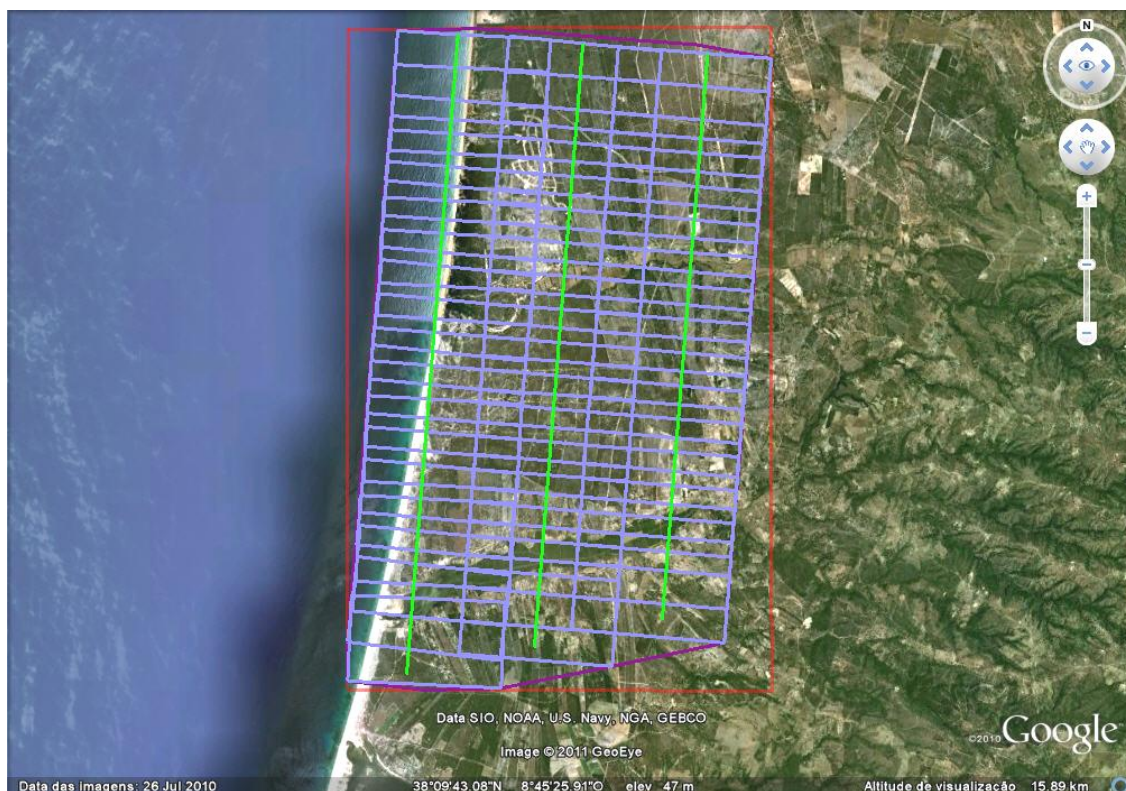 N
Data SIO, NOAA, U.S. Navy, NGA, GEBCO
©2010 Google
Image © 2011 GeoEye
Data das Imagens: 26 Jul 2010 38°09'43.08"N 8°45'25.91"O elev 47 m Altitude de visualização 15.89 km